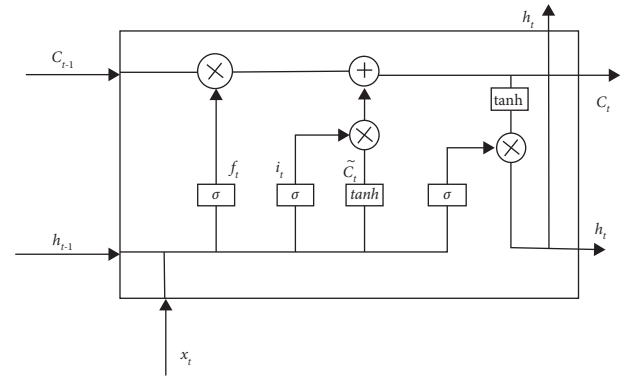 h_t
C_{t-1}
×
+
tanh
C_t
×
×
f_t
i_t
C̃_t
σ
σ
tanh
σ
h_t
h_{t-1}
x_t